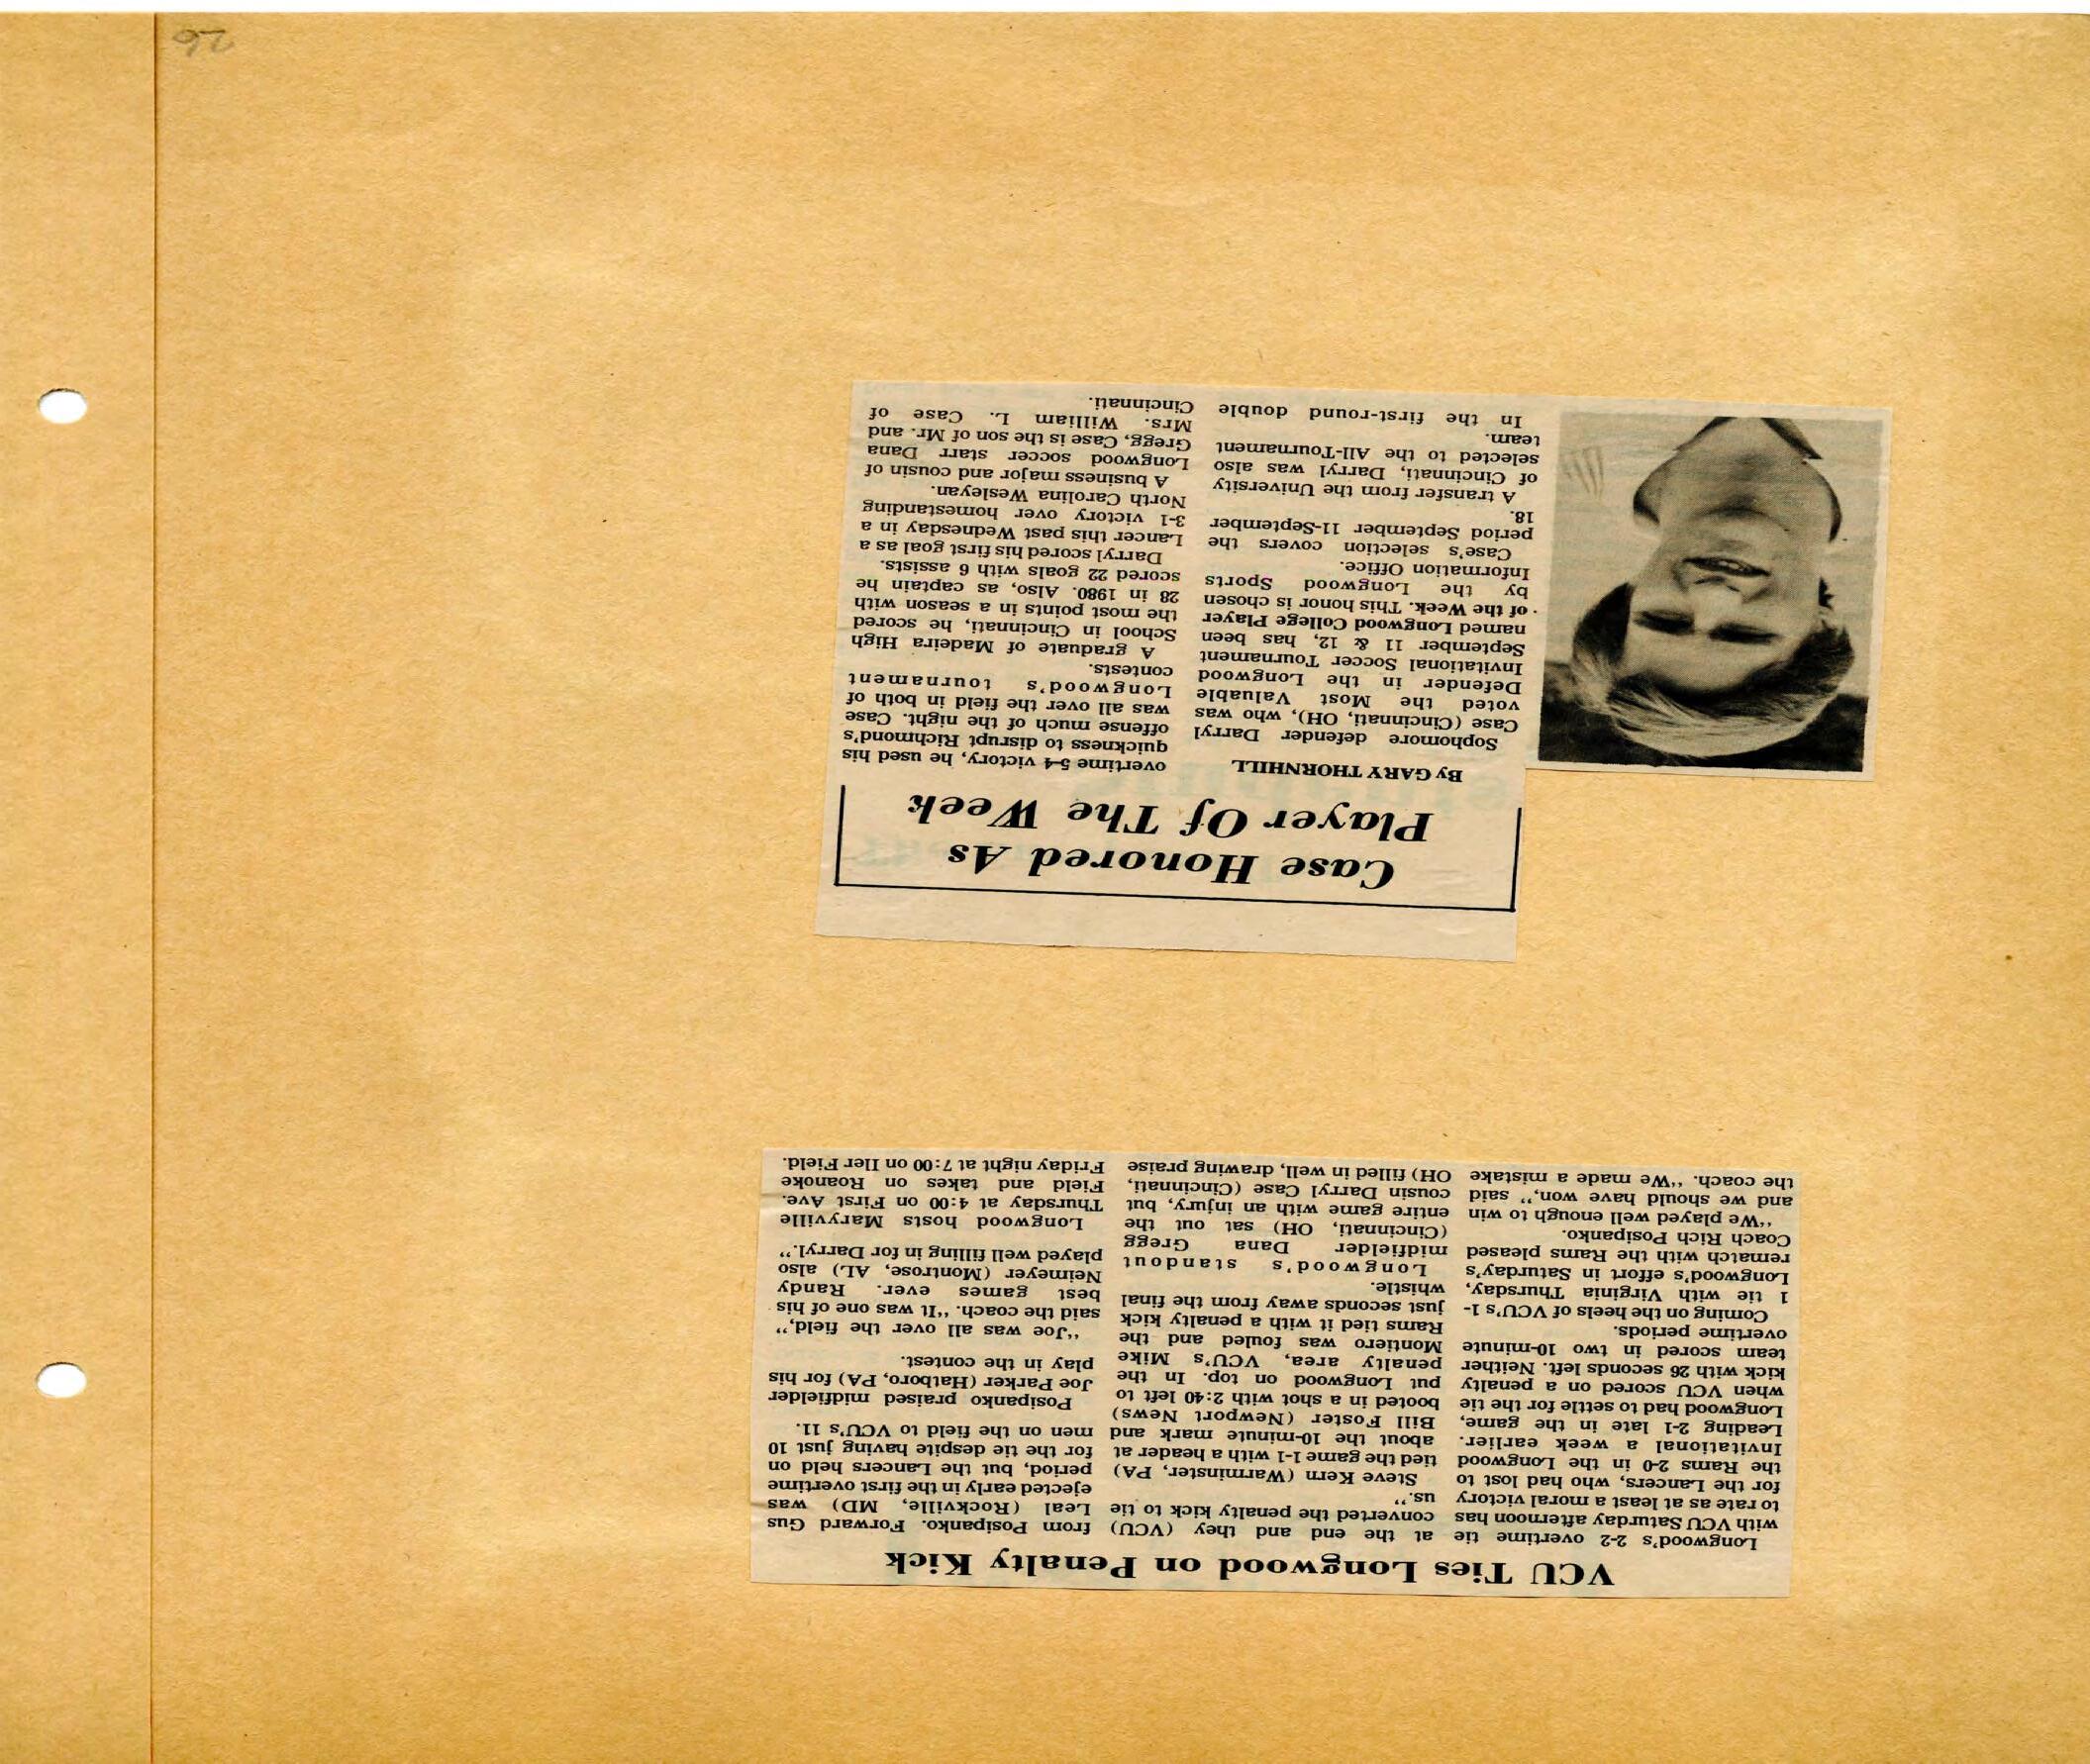 VCU Ties Longwood on Penalty Kick
Longwood's 2-2 overtime tie
with VCU Saturday afternoon has
to rate as at least a moral victory
for the Lancers, who had lost to
the Rams 2-0 in the Longwood
Invitational a week earlier.
Leading 2-1 late in the game,
Longwood had to settle for the tie
when VCU scored on a penalty
kick with 26 seconds left. Neither
team scored in two 10-minute
overtime periods.
Coming on the heels of VCU's 1-
1 tie with Virginia Thursday,
Longwood's effort in Saturday's
rematch with the Rams pleased
Coach Rich Posipanko.
"We played well enough to win
and we should have won," said
the coach. "We made a mistake
at the end and they (VCU)
converted the penalty kick to tie
us."
Steve Kern (Warminster, PA)
tied the game 1-1 with a header at
about the 10-minute mark and
Bill Foster (Newport News)
booted in a shot with 2:40 left to
put Longwood on top. In the
penalty area, VCU's Mike
Montiero was fouled and the
Rams tied it with a penalty kick
just seconds away from the final
whistle.
Longwood's standout
midfielder Dana Gregg
(Cincinnati, OH) sat out the
entire game with an injury, but
cousin Darryl Case (Cincinnati,
OH) filled in well, drawing praise
from Posipanko. Forward Gus
Leal (Rockville, MD) was
ejected early in the first overtime
period, but the Lancers held on
for the tie despite having just 10
men on the field to VCU's 11.
Posipanko praised midfielder
Joe Parker (Hatboro, PA) for his
play in the contest.
"Joe was all over the field,"
said the coach. "It was one of his
best games ever. Randy
Neimeyer (Montrose, AL) also
played well filling in for Darryl."
Longwood hosts Maryville
Thursday at 4:00 on First Ave.
Field and takes on Roanoke
Friday night at 7:00 on Iler Field.
Case Honored As
Player Of The Week
By GARY THORNHILL
Sophomore defender Darryl
Case (Cincinnati, OH), who was
voted the Most Valuable
Defender in the Longwood
Invitational Soccer Tournament
September 11 & 12, has been
named Longwood College Player
of the Week. This honor is chosen
by the Longwood Sports
Information Office.
Case's selection covers the
period September 11-September
18.
A transfer from the University
of Cincinnati, Darryl was also
selected to the All-Tournament
team.
In the first-round double
overtime 5-4 victory, he used his
quickness to disrupt Richmond's
offense much of the night. Case
was all over the field in both of
Longwood's tournament
contests.
A graduate of Madeira High
School in Cincinnati, he scored
the most points in a season with
28 in 1980. Also, as captain he
scored 22 goals with 6 assists.
Darryl scored his first goal as a
Lancer this past Wednesday in a
3-1 victory over homestanding
North Carolina Wesleyan.
A business major and cousin of
Longwood soccer starr Dana
Gregg, Case is the son of Mr. and
Mrs. William L. Case of
Cincinnati.
26